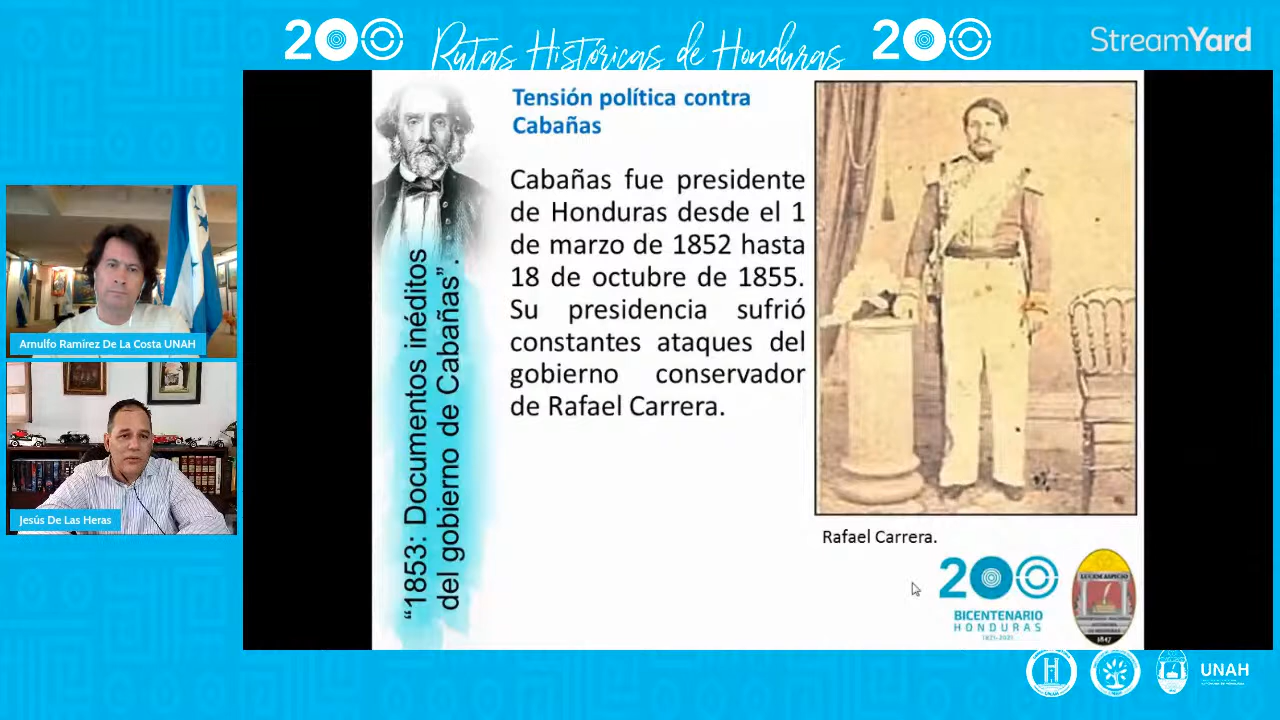 200
Rutas Históricas de Honduras
200
StreamYard
Tensión política contra
Cabañas
Cabañas fue presidente
de Honduras desde el 1
de marzo de 1852 hasta
18 de octubre de 1855.
Su presidencia sufrió
constantes ataques del
gobierno conservador
de Rafael Carrera.
“1853: Documentos inéditos
del gobierno de Cabañas”.
Rafael Carrera.
Arnulfo Ramírez De La Costa UNAH
Jesús De Las Heras
200
BICENTENARIO
HONDURAS
1821-2021
LUCEM ASPICIO
1847
UNAH